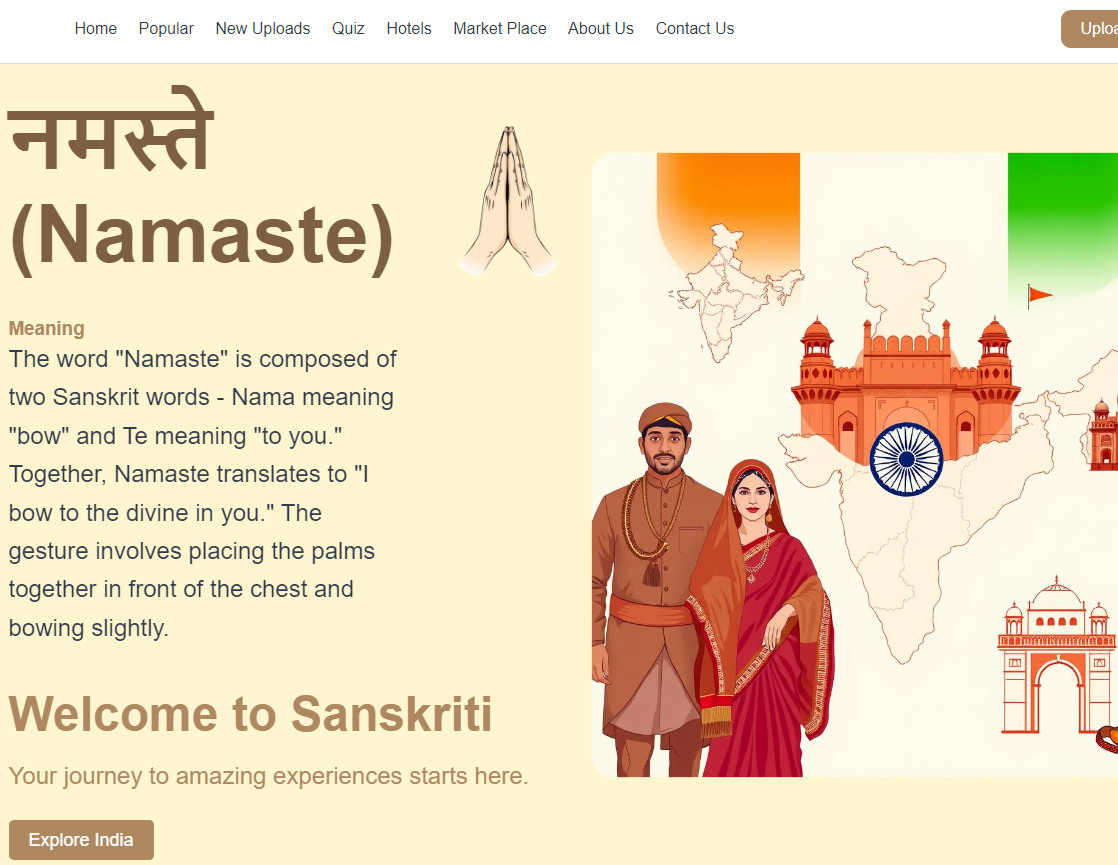 Home Popular New Uploads Quiz Hotels Market Place About Us Contact Us
नमस्ते
(Namaste)
Meaning
The word "Namaste" is composed of
two Sanskrit words - Nama meaning
"bow" and Te meaning "to you."
Together, Namaste translates to "I
bow to the divine in you." The
gesture involves placing the palms
together in front of the chest and
bowing slightly.
Welcome to Sanskriti
Your journey to amazing experiences starts here.
Explore India